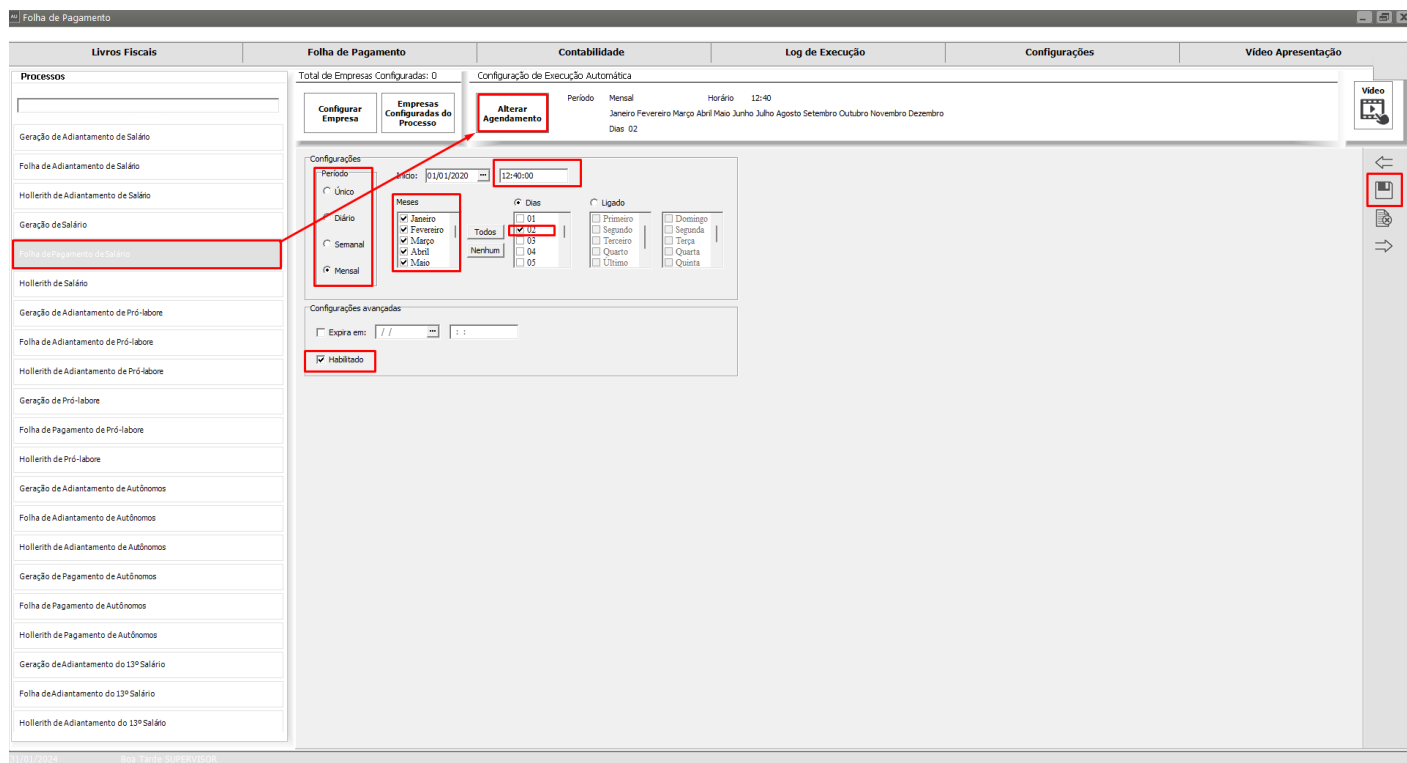 AU Folha de Pagamento
Livros Fiscais
Folha de Pagamento
Contabilidade
Log de Execução
Configurações
Vídeo Apresentação
Processos
Geração de Adiantamento de Salário
Folha de Adiantamento de Salário
Hollerith de Adiantamento de Salário
Geração de Salário
Folha de Pagamento de Salário
Hollerith de Salário
Geração de Adiantamento de Pró-labore
Folha de Adiantamento de Pró-labore
Hollerith de Adiantamento de Pró-labore
Geração de Pró-labore
Folha de Pagamento de Pró-labore
Hollerith de Pró-labore
Geração de Adiantamento de Autônomos
Folha de Adiantamento de Autônomos
Hollerith de Adiantamento de Autônomos
Geração de Pagamento de Autônomos
Folha de Pagamento de Autônomos
Hollerith de Pagamento de Autônomos
Geração de Adiantamento do 13º Salário
Folha de Adiantamento do 13º Salário
Hollerith de Adiantamento do 13º Salário
Total de Empresas Configuradas: 0
Configurar
Empresa
Empresas
Configuradas do
Processo
Configuração de Execução Automática
Alterar
Agendamento
Período Mensal Horário 12:40
Janeiro Fevereiro Março Abril Maio Junho Julho Agosto Setembro Outubro Novembro Dezembro
Dias 02
Vídeo
Configurações
Período
Único
Diário
Semanal
Mensal
Início: 01/01/2020 ... 12:40:00
Meses
Janeiro
Fevereiro
Março
Abril
Maio
Todos
Nenhum
Dias
01
02
03
04
05
Ligado
Primeiro
Segundo
Terceiro
Quarto
Último
Domingo
Segunda
Terça
Quarta
Quinta
Configurações avançadas
Expira em: / / ... : :
Habilitado
31/01/2024 Boa Tarde SUPERVISOR